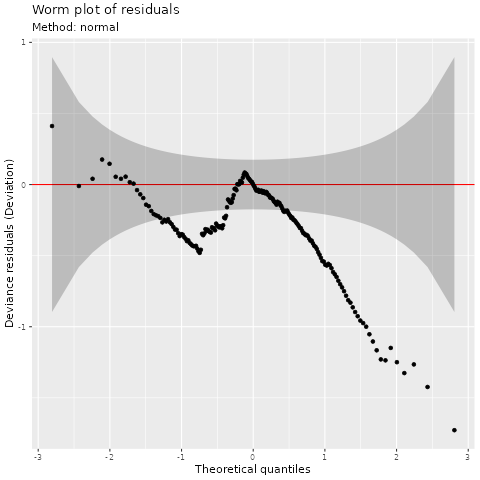 Worm plot of residuals
Method: normal
Deviance residuals (Deviation)
1
0
-1
-3
-2
-1
0
1
2
3
Theoretical quantiles